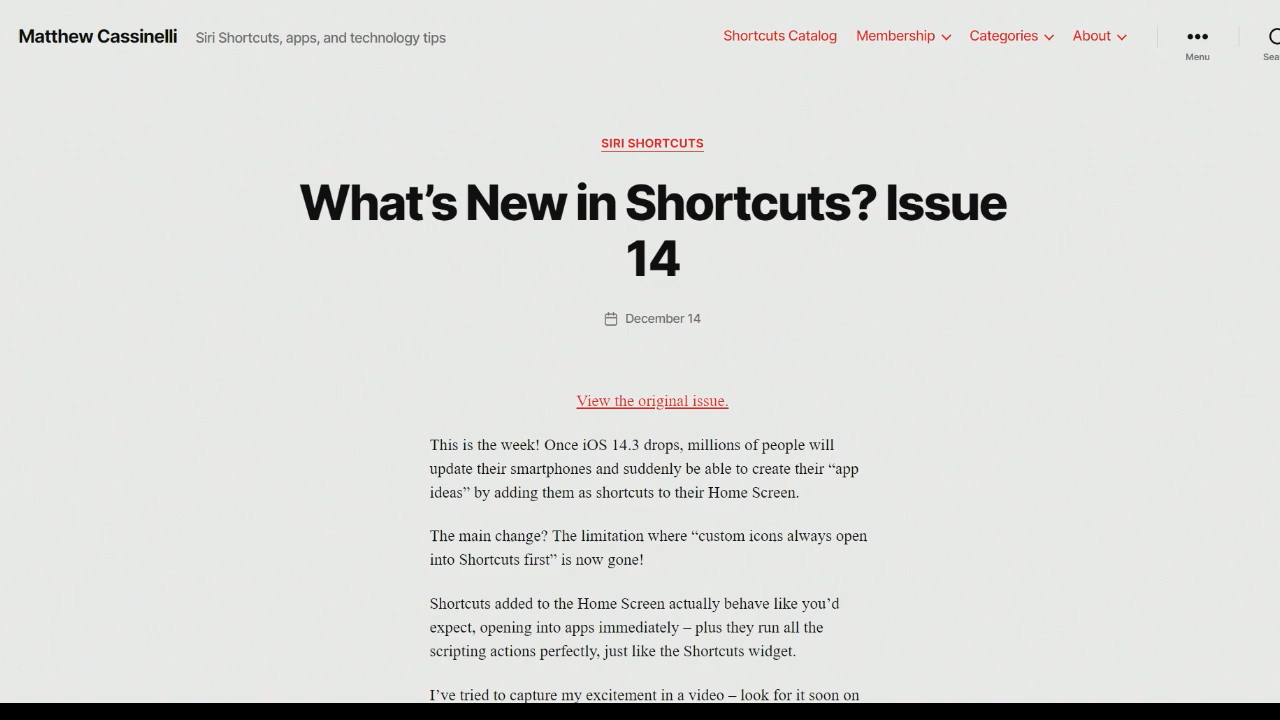 Matthew Cassinelli Siri Shortcuts, apps, and technology tips Shortcuts Catalog Membership Categories About
Menu
SIRI SHORTCUTS
What’s New in Shortcuts? Issue
14
December 14
View the original issue.
This is the week! Once iOS 14.3 drops, millions of people will
update their smartphones and suddenly be able to create their “app
ideas” by adding them as shortcuts to their Home Screen.
The main change? The limitation where “custom icons always open
into Shortcuts first” is now gone!
Shortcuts added to the Home Screen actually behave like you’d
expect, opening into apps immediately – plus they run all the
scripting actions perfectly, just like the Shortcuts widget.
I’ve tried to capture my excitement in a video – look for it soon on